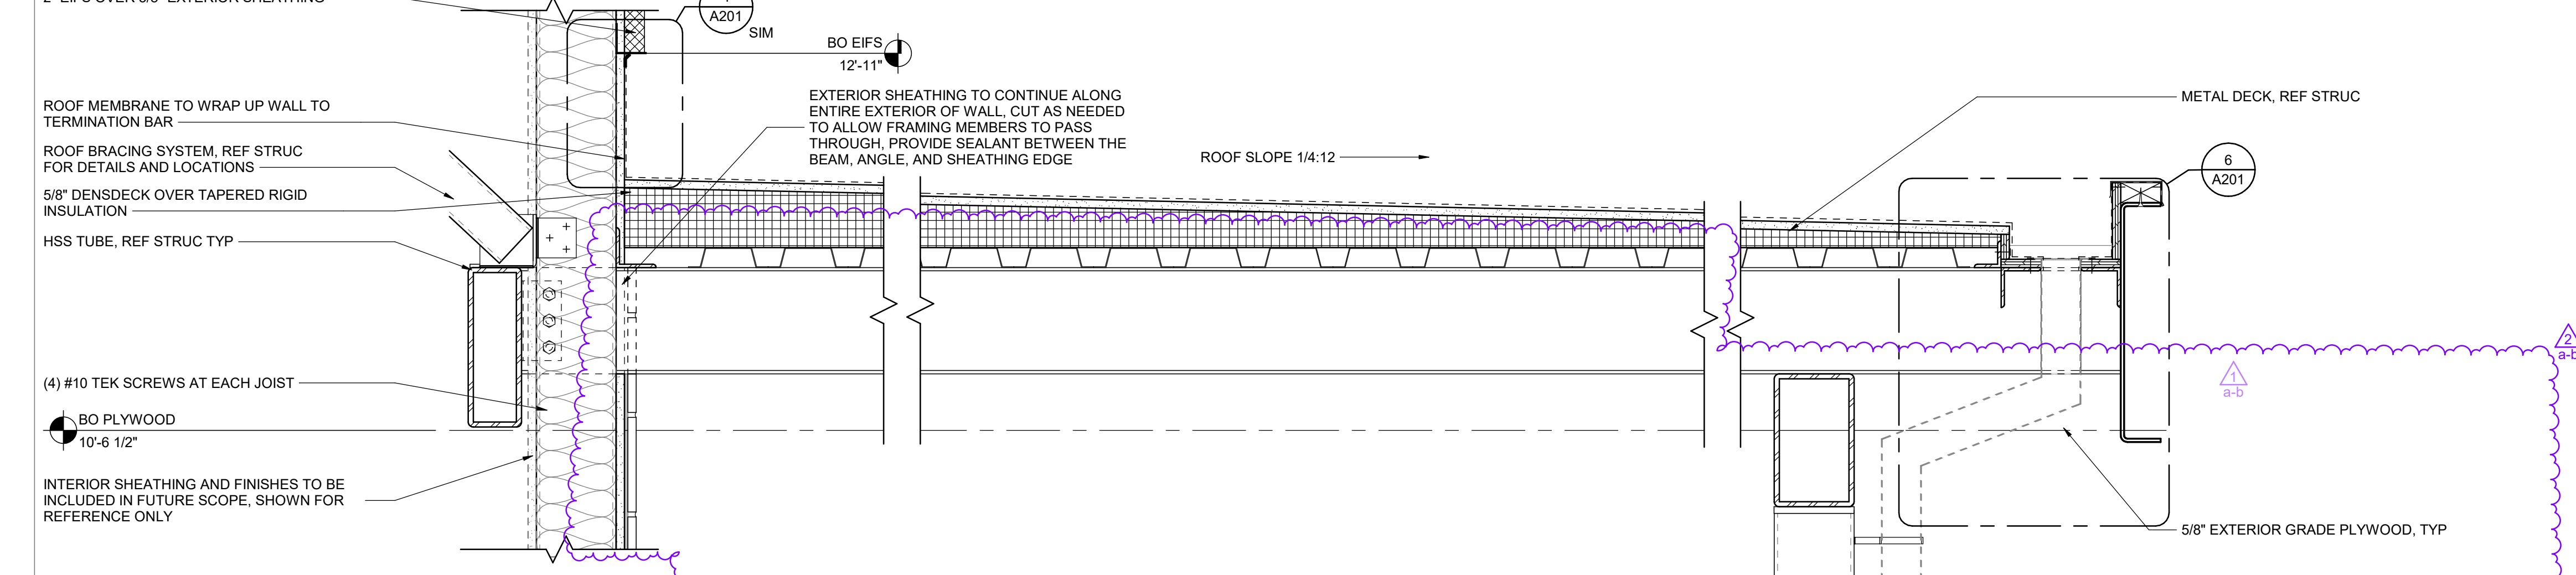 A201
SIM
BO EIFS
12'-11"
ROOF MEMBRANE TO WRAP UP WALL TO
TERMINATION BAR
ROOF BRACING SYSTEM, REF STRUC
FOR DETAILS AND LOCATIONS
5/8" DENSDECK OVER TAPERED RIGID
INSULATION
HSS TUBE, REF STRUC TYP
(4) #10 TEK SCREWS AT EACH JOIST
BO PLYWOOD
10'-6 1/2"
INTERIOR SHEATHING AND FINISHES TO BE
INCLUDED IN FUTURE SCOPE, SHOWN FOR
REFERENCE ONLY
EXTERIOR SHEATHING TO CONTINUE ALONG
ENTIRE EXTERIOR OF WALL, CUT AS NEEDED
TO ALLOW FRAMING MEMBERS TO PASS
THROUGH, PROVIDE SEALANT BETWEEN THE
BEAM, ANGLE, AND SHEATHING EDGE
ROOF SLOPE 1/4:12
METAL DECK, REF STRUC
6
A201
2
a-b
1
a-b
5/8" EXTERIOR GRADE PLYWOOD, TYP